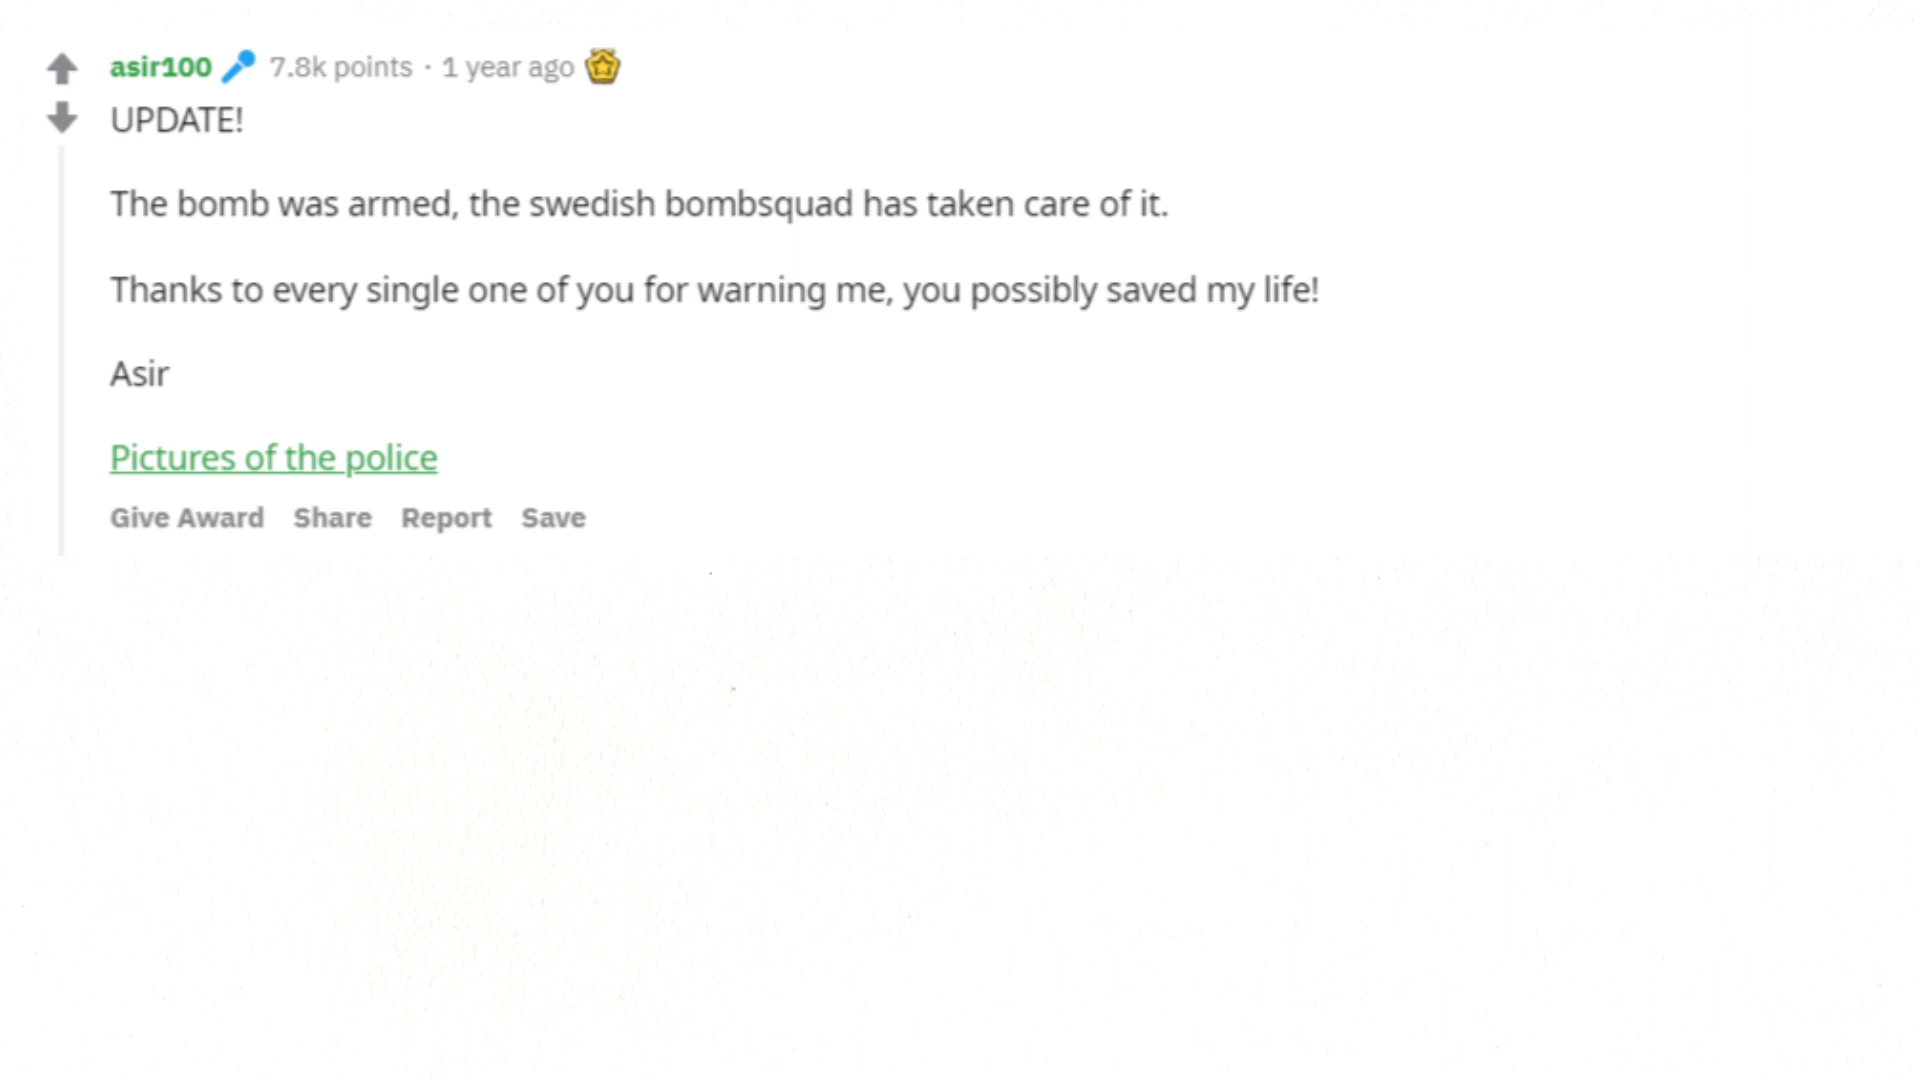 asir100 7.8k points · 1 year ago
UPDATE!
The bomb was armed, the swedish bombsquad has taken care of it.
Thanks to every single one of you for warning me, you possibly saved my life!
Asir
Pictures of the police
Give Award Share Report Save